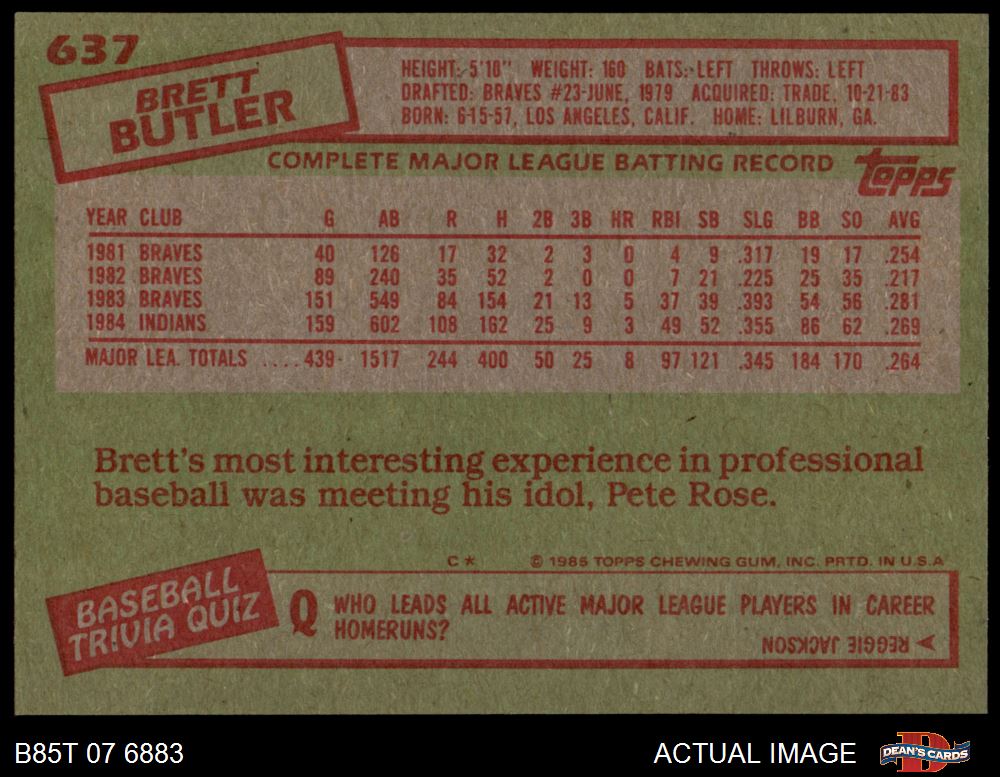 637
BRETT
BUTLER
HEIGHT: 5'10" WEIGHT: 160 BATS: LEFT THROWS: LEFT
DRAFTED: BRAVES #23-JUNE, 1979 ACQUIRED: TRADE, 10-21-83
BORN: 6-15-57, LOS ANGELES, CALIF. HOME: LILBURN, GA.
COMPLETE MAJOR LEAGUE BATTING RECORD
topps
YEAR CLUB G AB R H 2B 3B HR RBI SB SLG BB SO AVG
1981 BRAVES 40 126 17 32 2 3 0 4 9 .317 19 17 .254
1982 BRAVES 89 240 35 52 2 0 0 7 21 .225 25 35 .217
1983 BRAVES 151 549 84 154 21 13 5 37 39 .393 54 56 .281
1984 INDIANS 159 602 108 162 25 9 3 49 52 .355 86 62 .269
MAJOR LEA. TOTALS ....439 1517 244 400 50 25 8 97 121 .345 184 170 .264
Brett's most interesting experience in professional
baseball was meeting his idol, Pete Rose.
C* © 1985 TOPPS CHEWING GUM, INC. PRTD. IN U.S.A
BASEBALL
TRIVIA QUIZ
Q WHO LEADS ALL ACTIVE MAJOR LEAGUE PLAYERS IN CAREER
HOMERUNS?
REGGIE JACKSON
B85T 07 6883
ACTUAL IMAGE
DEAN'S CARDS